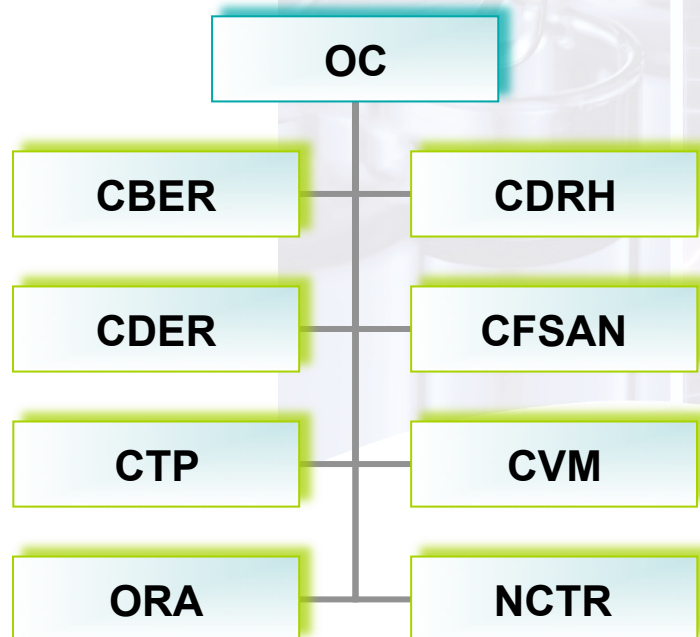 OC
CBER
CDRH
CDER
CFSAN
CTP
CVM
ORA
NCTR